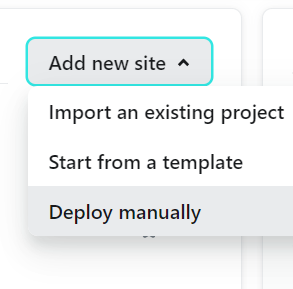 Add new site
Import an existing project
Start from a template
Deploy manually